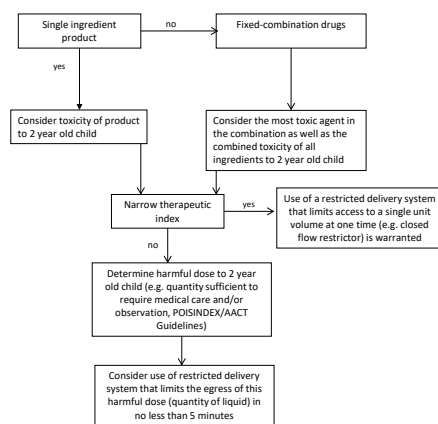 Single ingredient
product
no
Fixed-combination drugs
yes
Consider toxicity of product
to 2 year old child
Consider the most toxic agent in
the combination as well as the
combined toxicity of all
ingredients to 2 year old child
Narrow therapeutic
index
yes
Use of a restricted delivery system
that limits access to a single unit
volume at one time (e.g. closed
flow restrictor) is warranted
no
Determine harmful dose to 2 year
old child (e.g. quantity sufficient to
require medical care and/or
observation, POISINDEX/AACT
Guidelines)
Consider use of restricted delivery
system that limits the egress of this
harmful dose (quantity of liquid) in
no less than 5 minutes